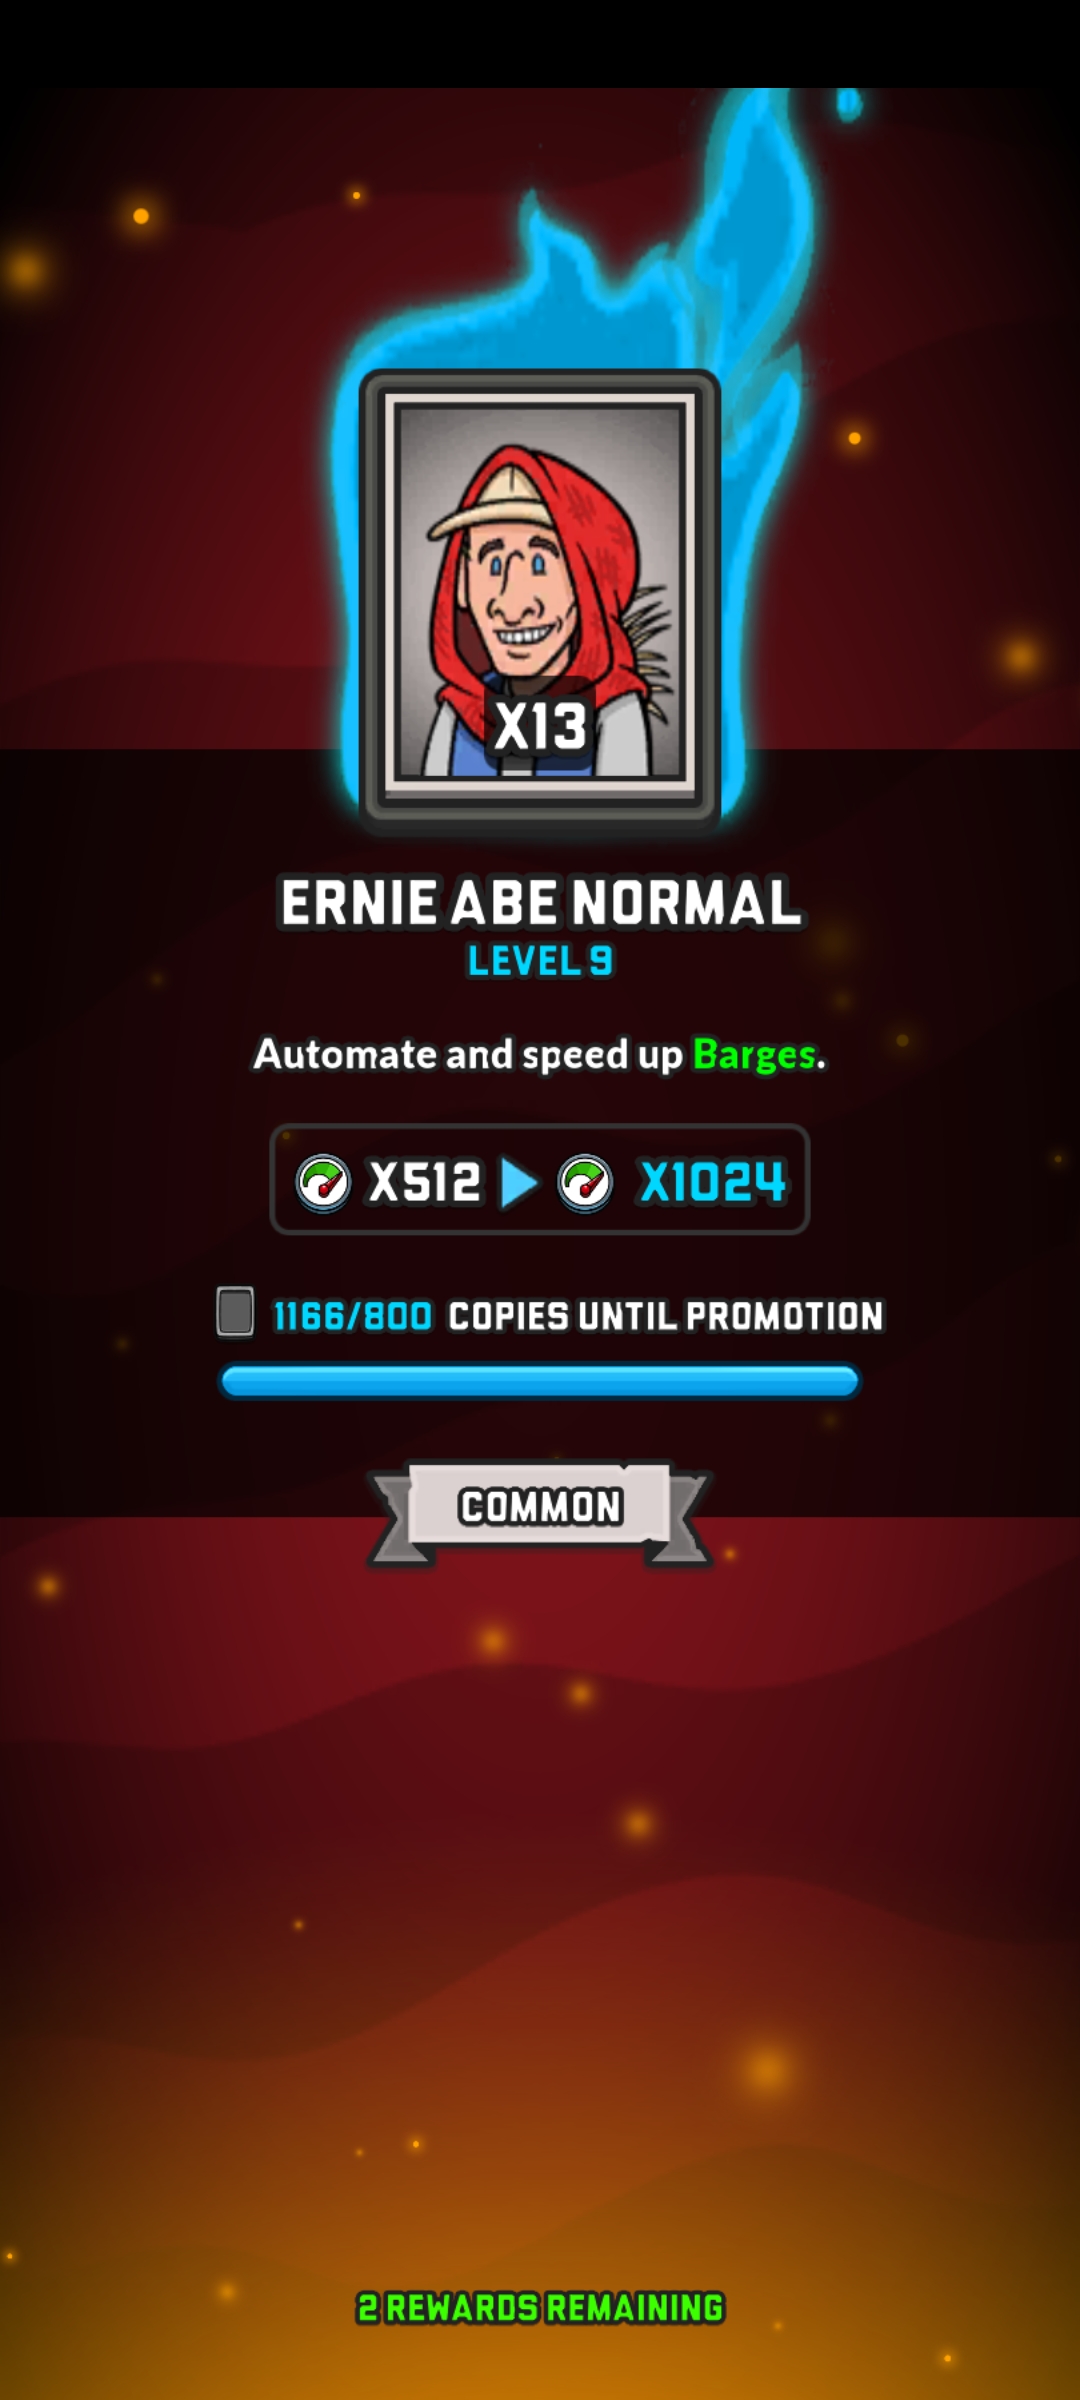 X13
ERNIE ABE NORMAL
LEVEL 9
Automate and speed up Barges.
X512 X1024
1166/800 COPIES UNTIL PROMOTION
COMMON
2 REWARDS REMAINING